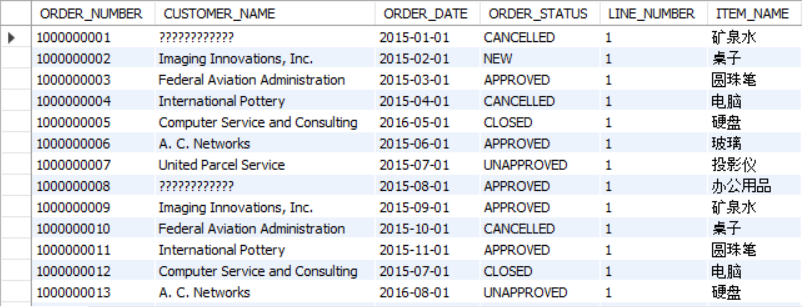 ORDER_NUMBER CUSTOMER_NAME ORDER_DATE ORDER_STATUS LINE_NUMBER ITEM_NAME
1000000001 ???????????? 2015-01-01 CANCELLED 1 矿泉水
1000000002 Imaging Innovations, Inc. 2015-02-01 NEW 1 桌子
1000000003 Federal Aviation Administration 2015-03-01 APPROVED 1 圆珠笔
1000000004 International Pottery 2015-04-01 CANCELLED 1 电脑
1000000005 Computer Service and Consulting 2016-05-01 CLOSED 1 硬盘
1000000006 A. C. Networks 2015-06-01 APPROVED 1 玻璃
1000000007 United Parcel Service 2015-07-01 UNAPPROVED 1 投影仪
1000000008 ???????????? 2015-08-01 APPROVED 1 办公用品
1000000009 Imaging Innovations, Inc. 2015-09-01 APPROVED 1 矿泉水
1000000010 Federal Aviation Administration 2015-10-01 CANCELLED 1 桌子
1000000011 International Pottery 2015-11-01 APPROVED 1 圆珠笔
1000000012 Computer Service and Consulting 2015-07-01 CLOSED 1 电脑
1000000013 A. C. Networks 2016-08-01 UNAPPROVED 1 硬盘